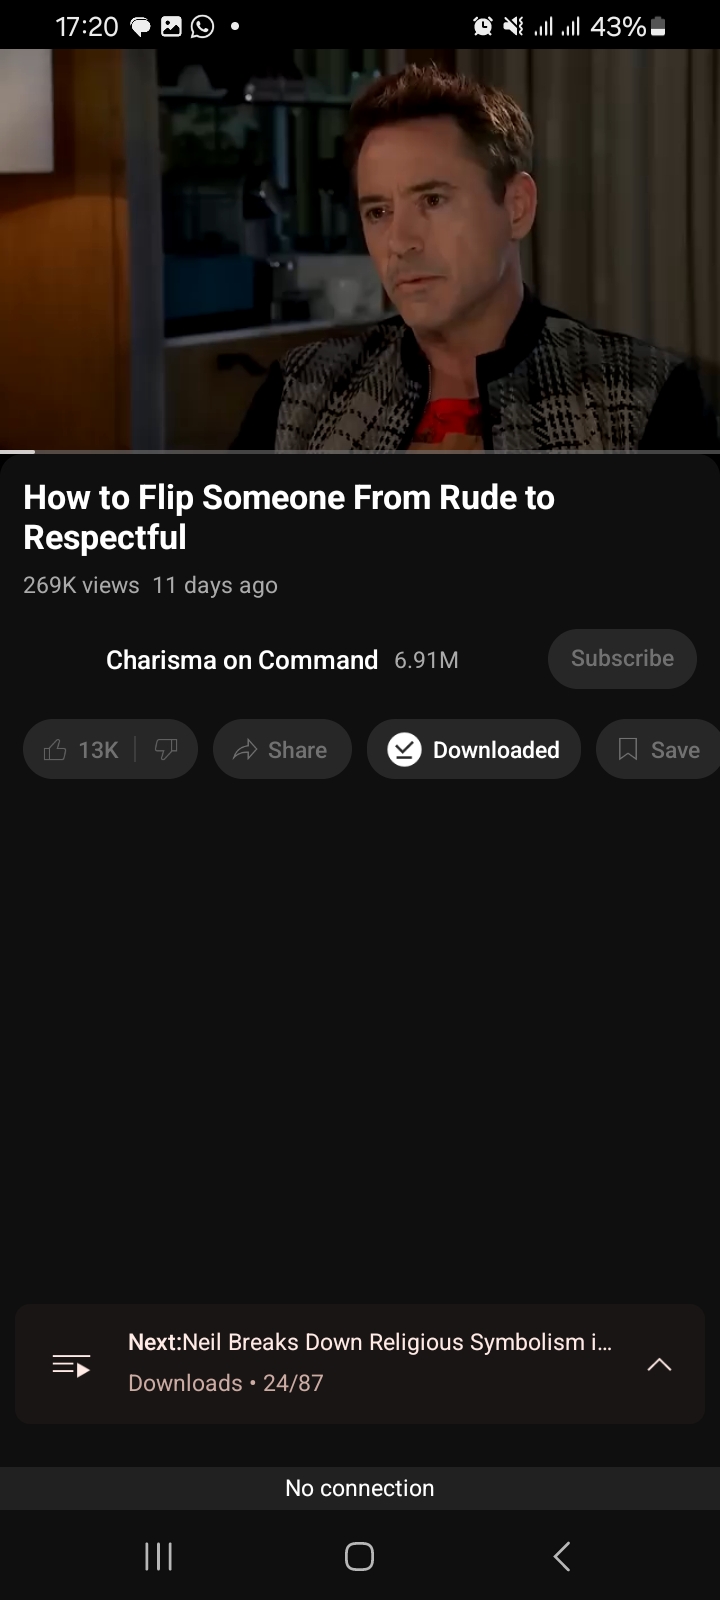 17:20 43%
How to Flip Someone From Rude to
Respectful
269K views 11 days ago
Charisma on Command 6.91M Subscribe
13K Share Downloaded Save
Next:Neil Breaks Down Religious Symbolism i...
Downloads • 24/87
No connection